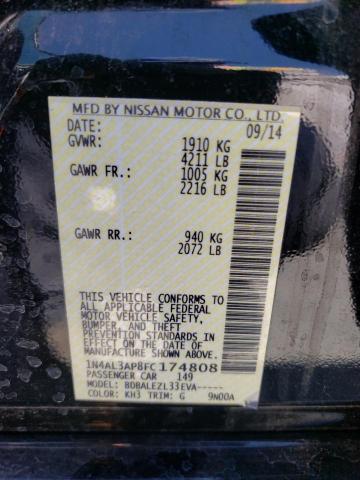 MFD BY NISSAN MOTOR CO., LTD.
DATE: 09/14
GVWR: 1910 KG
4211 LB
GAWR FR.: 1005 KG
2216 LB
GAWR RR.: 940 KG
2072 LB
THIS VEHICLE CONFORMS TO
ALL APPLICABLE FEDERAL
MOTOR VEHICLE SAFETY,
BUMPER, AND THEFT
PREVENTION STANDARDS IN
EFFECT ON THE DATE OF
MANUFACTURE SHOWN ABOVE.
1N4AL3AP8FC174808
PASSENGER CAR 149
MODEL: BDBALEZL33EVA-----
COLOR: KH3 TRIM: G 9N00A